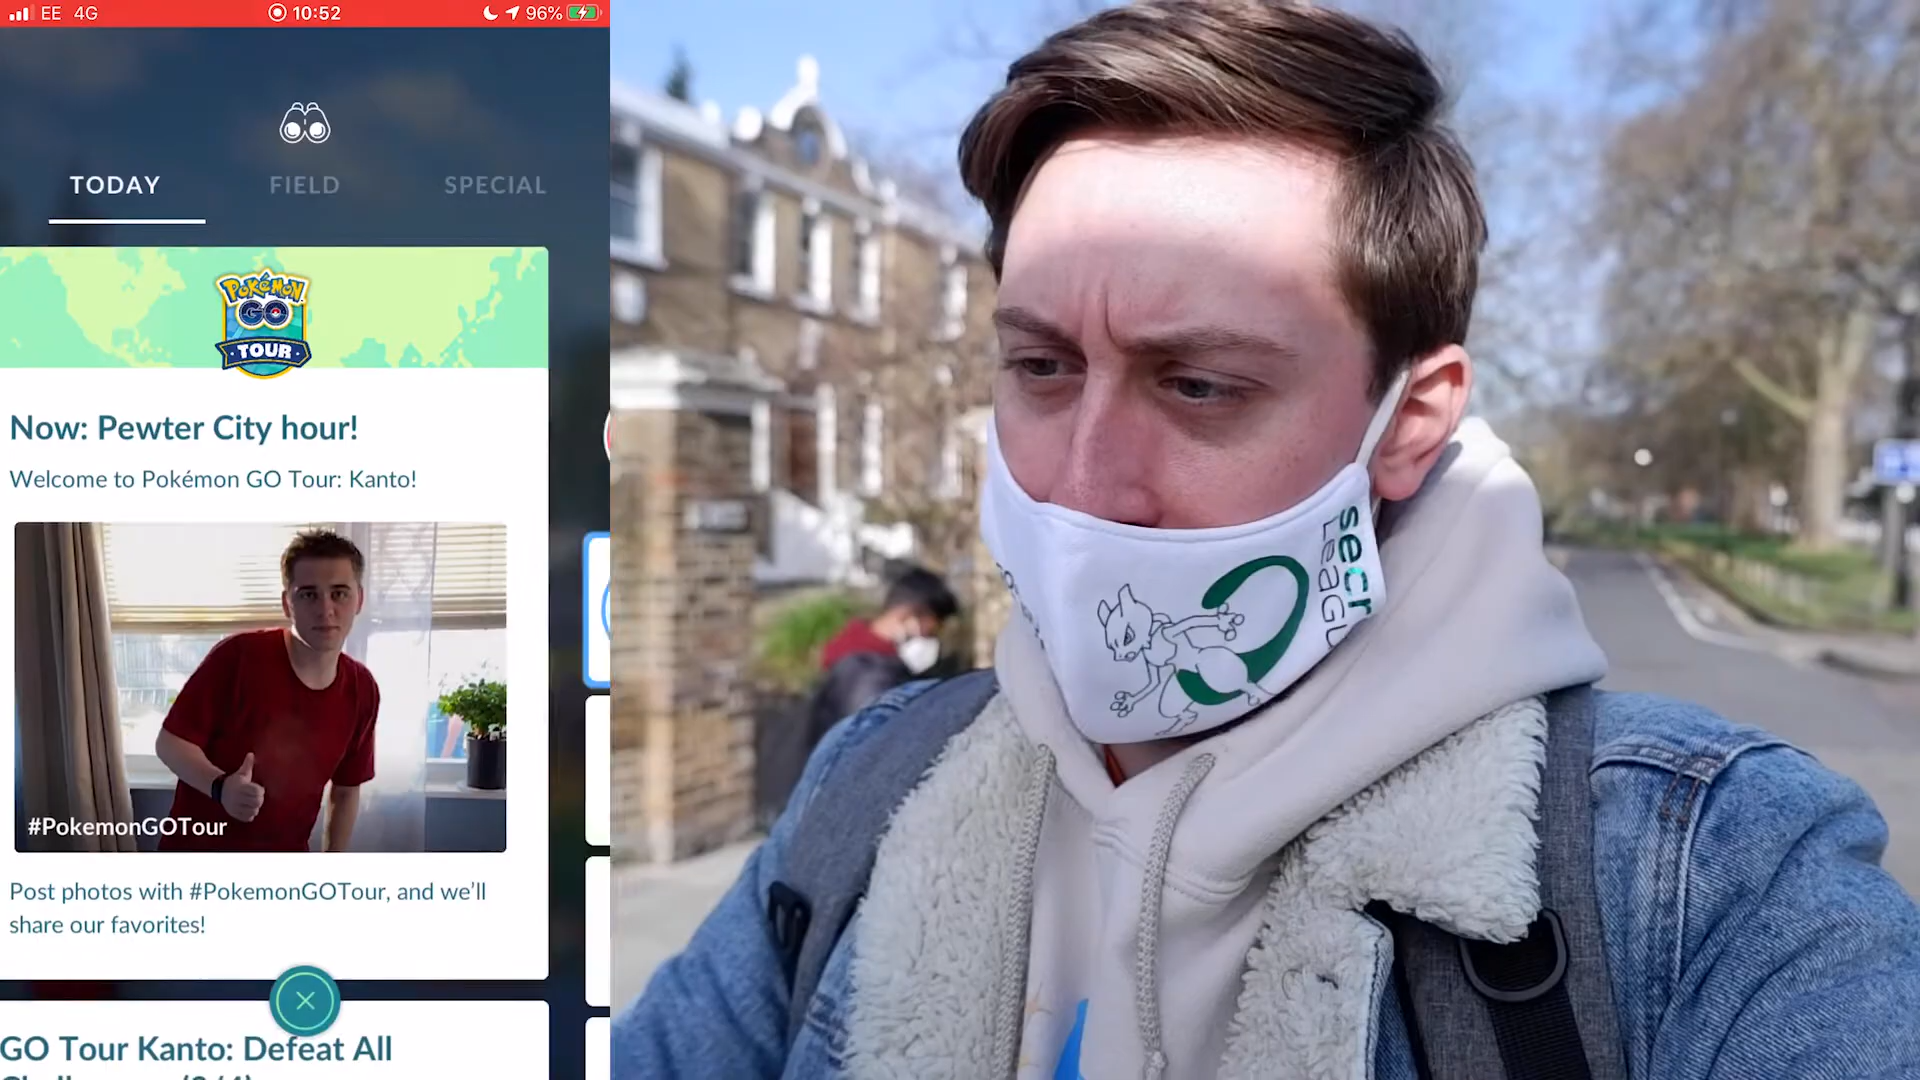 EE 4G
10:52
96%
TODAY
FIELD
SPECIAL
POKéMON
GO
TOUR
Now: Pewter City hour!
Welcome to Pokémon GO Tour: Kanto!
#PokemonGOTour
Post photos with #PokemonGOTour, and we’ll
share our favorites!
GO Tour Kanto: Defeat All
secr
LeaGu